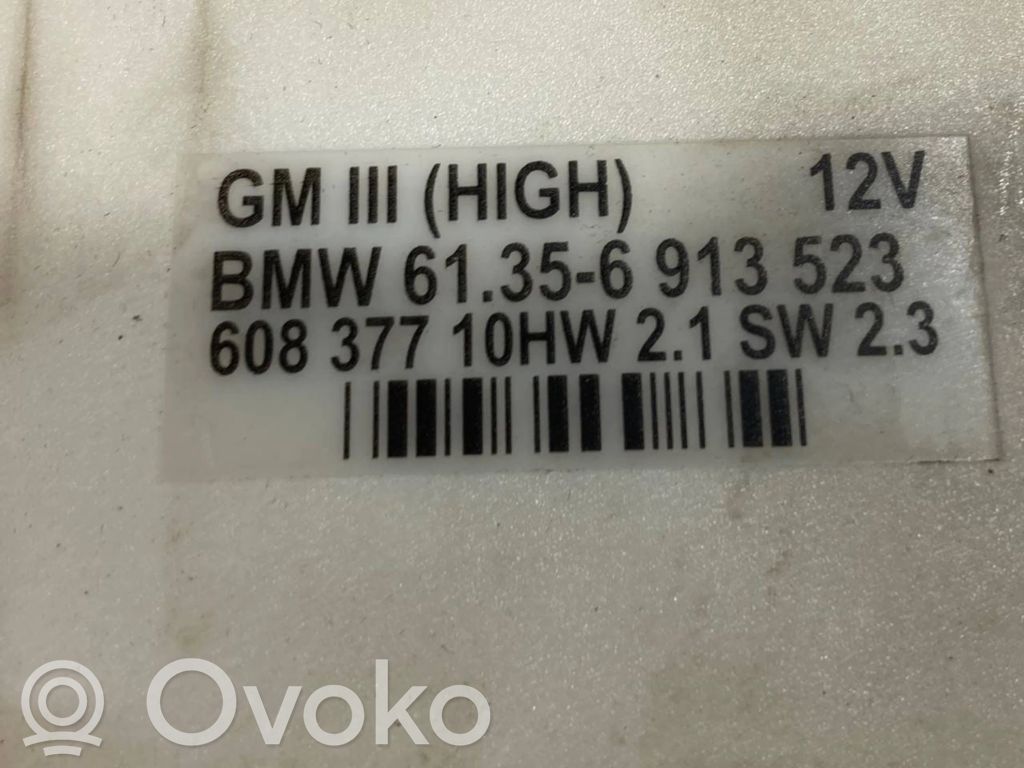 GM III (HIGH) 12V
BMW 61.35-6 913 523
608 377 10HW 2.1 SW 2.3
Ovoko